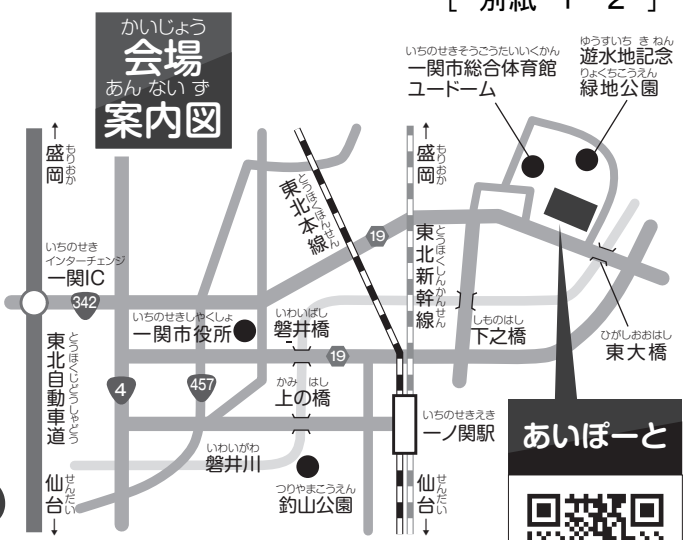 [ 別紙 1-2 ]
かいじょう
会場
あんないず
案内図
いちのせきそうごうたいいくかん
一関市総合体育館
ユードーム
ゆうすいち きねん
遊水地記念
りょくちこうえん
緑地公園
↑盛岡
もりおか
東北本線
とうほくほんせん
↑盛岡
もりおか
19
東北新幹線
とうほくしんかんせん
いちのせき
インターチェンジ
一関IC
342
いちのせきしやくしょ
一関市役所
いわいばし
磐井橋
しものはし
下之橋
ひがしおおはし
東大橋
19
東北自動車道
とうほくじどうしゃどう
4
457
かみ はし
上の橋
いちのせきえき
一ノ関駅
あいぽーと
いわいがわ
磐井川
つりやまこうえん
釣山公園
仙台↓
せんだい
仙台↓
せんだい